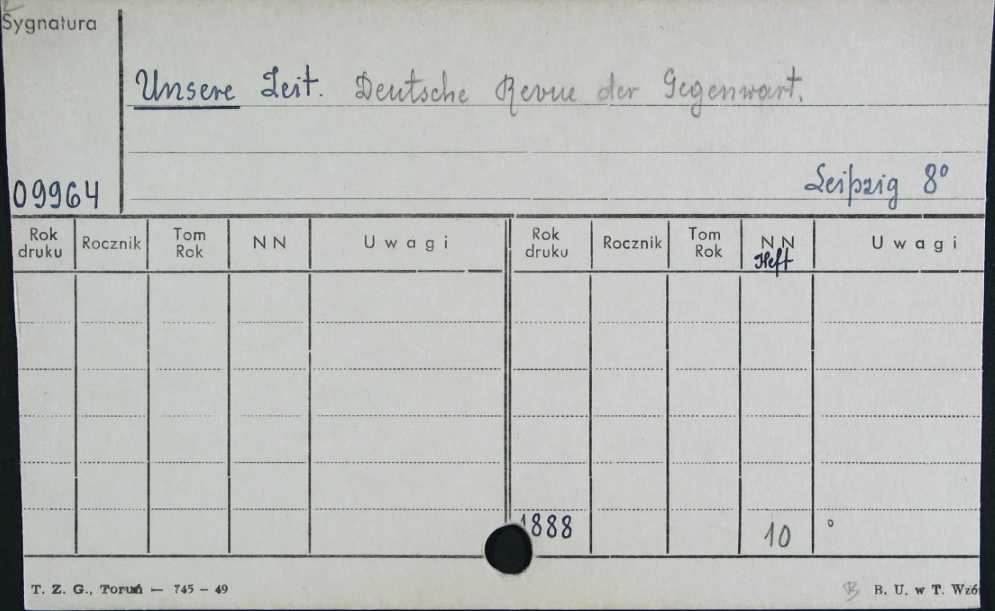 Sygnatura
Unsere Zeit. Deutsche Revue der Gegenwart.
09964
Leipzig 8°
Rok druku Rocznik Tom Rok NN Uwagi Rok druku Rocznik Tom Rok NN Heft Uwagi
1888 10 °
T. Z. G., Toruń — 745 – 49
B. U. w T.